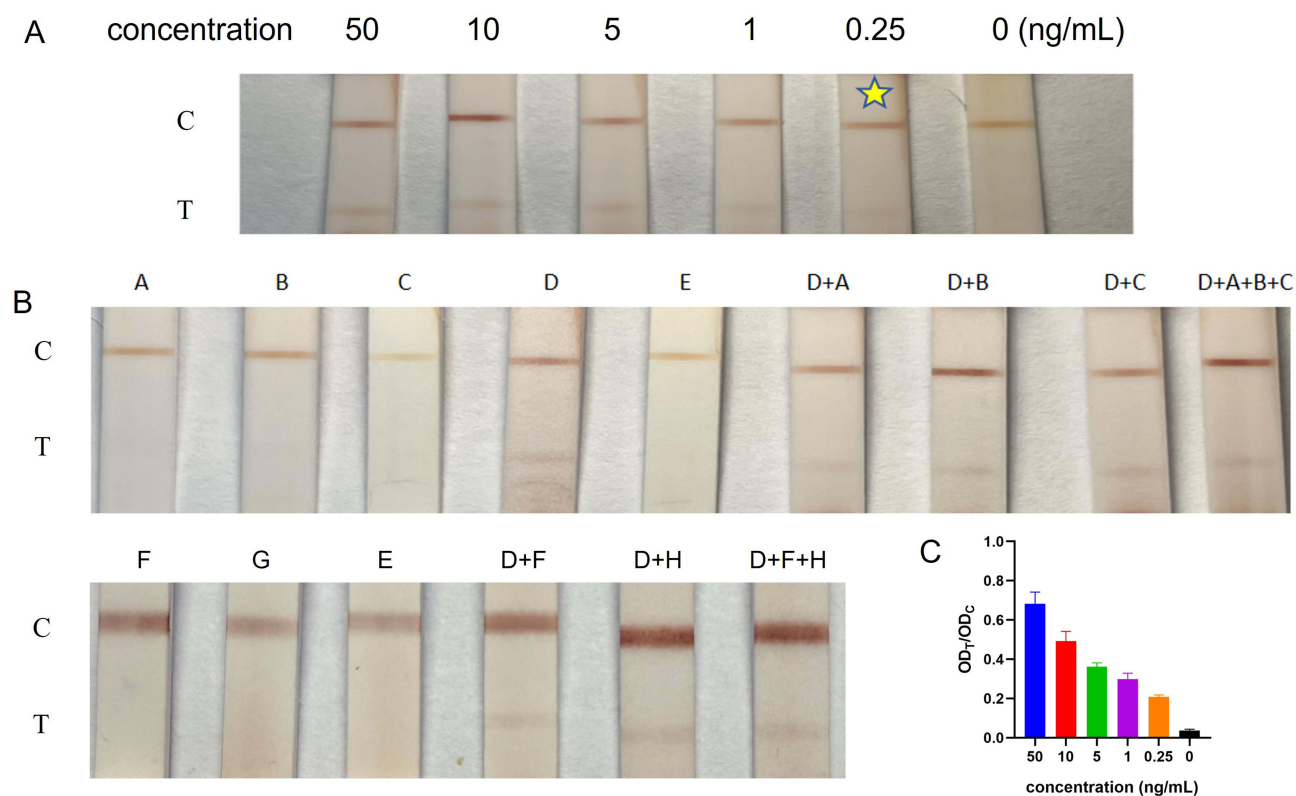 A
concentration 50 10 5 1 0.25 0 (ng/mL)
C
T
B
A B C D E D+A D+B D+C D+A+B+C
C
T
F G E D+F D+H D+F+H
C
T
C
1.0
0.8
0.6
0.4
0.2
0.0
OD_T/OD_C
50 10 5 1 0.25 0
concentration (ng/mL)